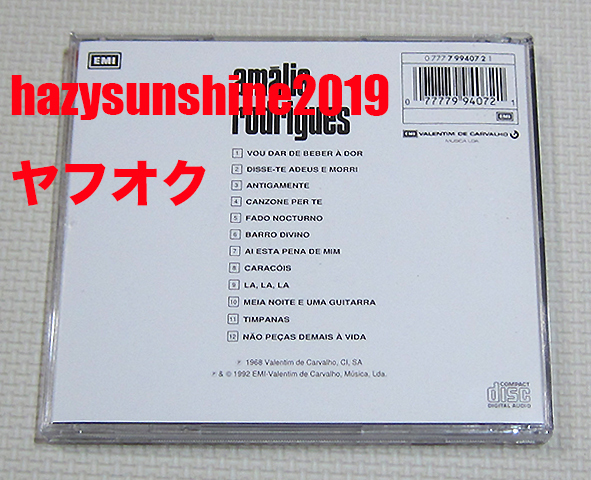 EMI
amália
rodrigues
0 777 7 99407 2 1
0 77779 94072 1
EMI
EMI VALENTIM DE CARVALHO
MÚSICA LDA.
hazysunshine2019
ヤフオク
1 VOU DAR DE BEBER À DOR
2 DISSE-TE ADEUS E MORRI
3 ANTIGAMENTE
4 CANZONE PER TE
5 FADO NOCTURNO
6 BARRO DIVINO
7 AI ESTA PENA DE MIM
8 CARACÓIS
9 LA, LA, LA
10 MEIA NOITE E UMA GUITARRA
11 TIMPANAS
12 NÃO PEÇAS DEMAIS À VIDA
℗ 1968 Valentim de Carvalho, CI, SA
℗ & © 1992 EMI-Valentim de Carvalho, Música, Lda.
COMPACT
disc
DIGITAL AUDIO